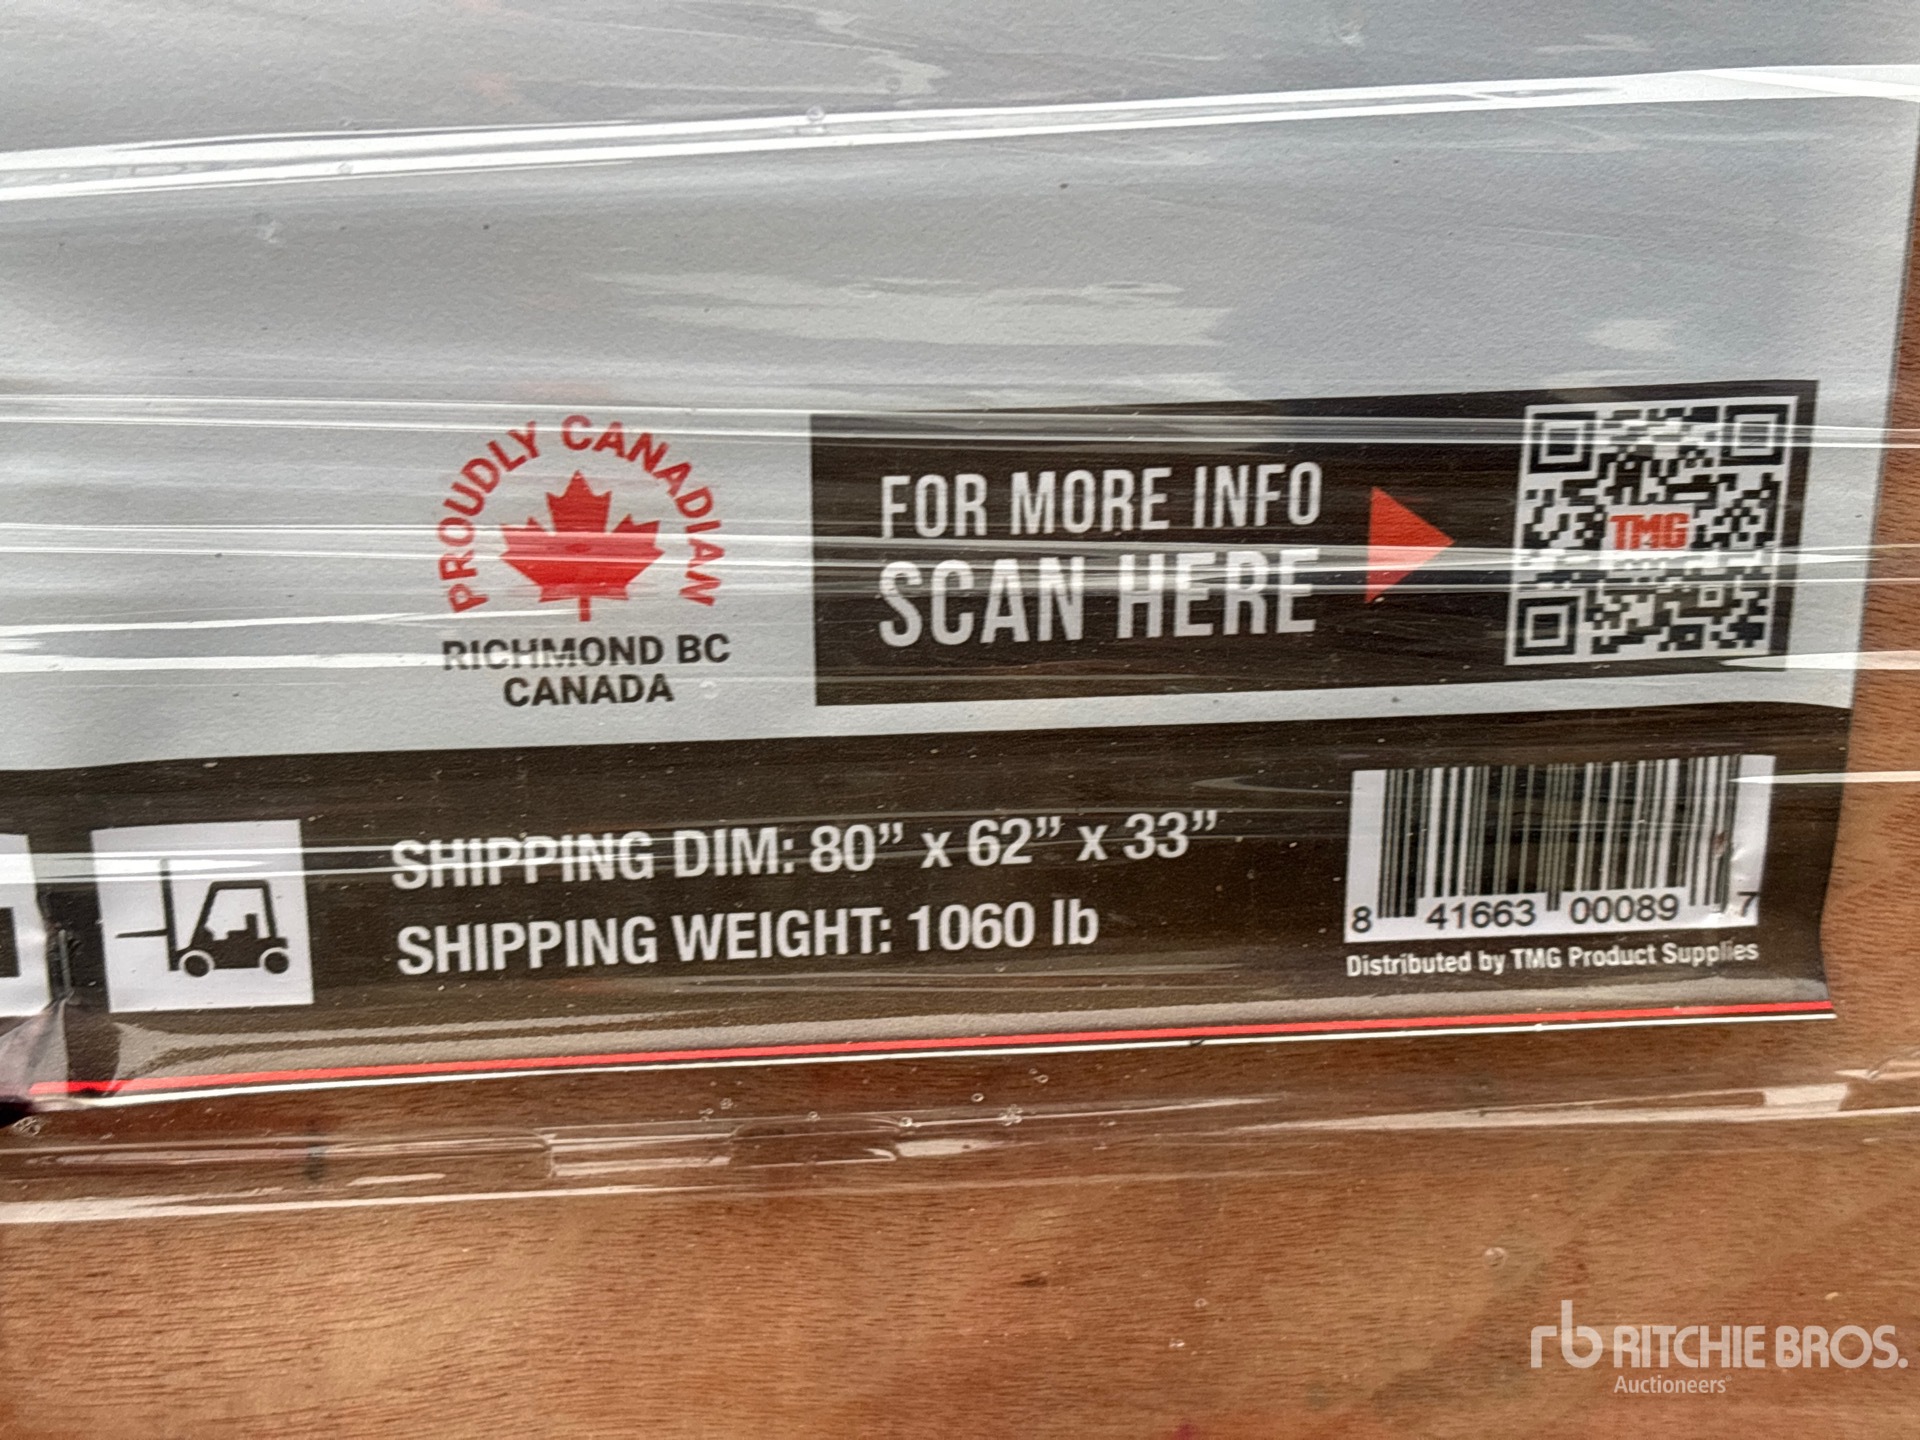 PROUDLY CANADIAN
RICHMOND BC
CANADA
FOR MORE INFO
SCAN HERE
TMG
SHIPPING DIM: 80” x 62” x 33”
SHIPPING WEIGHT: 1060 lb
8 41663 00089 7
Distributed by TMG Product Supplies
rb RITCHIE BROS.
Auctioneers